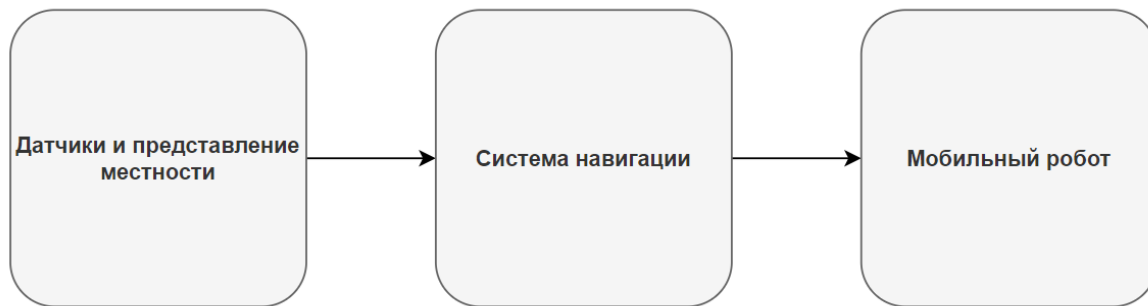 Датчики и представление
местности
Система навигации
Мобильный робот